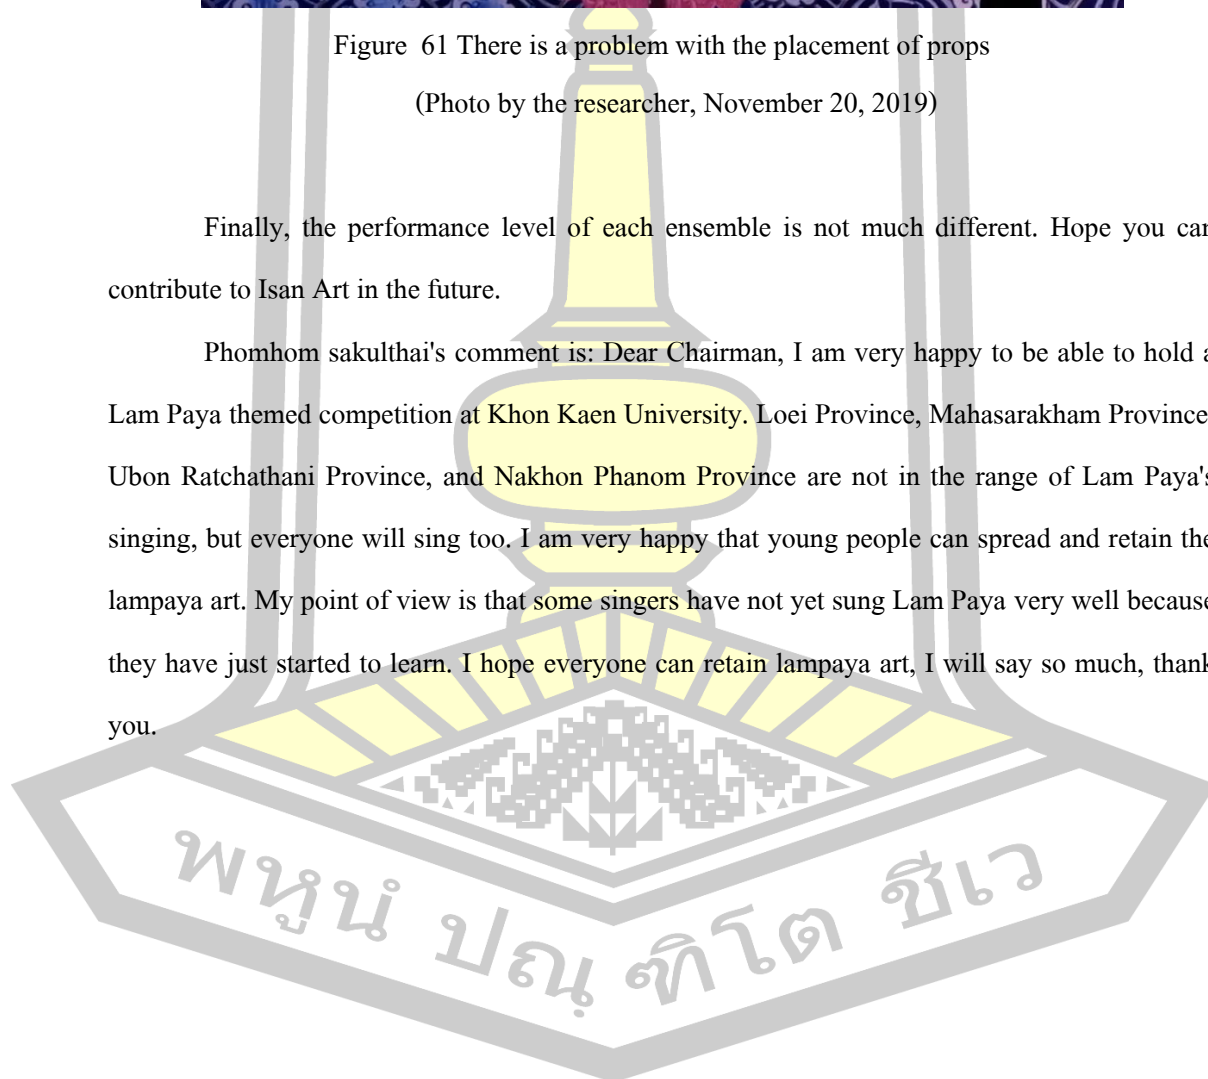 Figure 61 There is a problem with the placement of props
(Photo by the researcher, November 20, 2019)
Finally, the performance level of each ensemble is not much different. Hope you can
contribute to Isan Art in the future.
Phomhom sakulthai's comment is: Dear Chairman, I am very happy to be able to hold a
Lam Paya themed competition at Khon Kaen University. Loei Province, Mahasarakham Province
Ubon Ratchathani Province, and Nakhon Phanom Province are not in the range of Lam Paya's
singing, but everyone will sing too. I am very happy that young people can spread and retain the
lampaya art. My point of view is that some singers have not yet sung Lam Paya very well because
they have just started to learn. I hope everyone can retain lampaya art, I will say so much, thank
you.
พหูนํ ปณฺฑิโต ชีเว